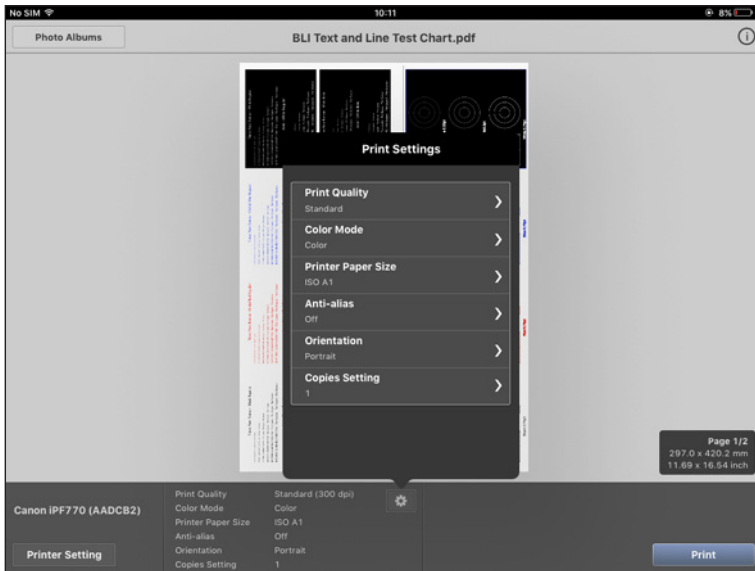 No SIM
10:11
8%
Photo Albums
BLI Text and Line Test Chart.pdf
Print Settings
Print Quality
Standard
Color Mode
Color
Printer Paper Size
ISO A1
Anti-alias
Off
Orientation
Portrait
Copies Setting
1
Page 1/2
297.0 x 420.2 mm
11.69 x 16.54 inch
Canon iPF770 (AADCB2)
Printer Setting
Print Quality Standard (300 dpi)
Color Mode Color
Printer Paper Size ISO A1
Anti-alias Off
Orientation Portrait
Copies Setting 1
Print